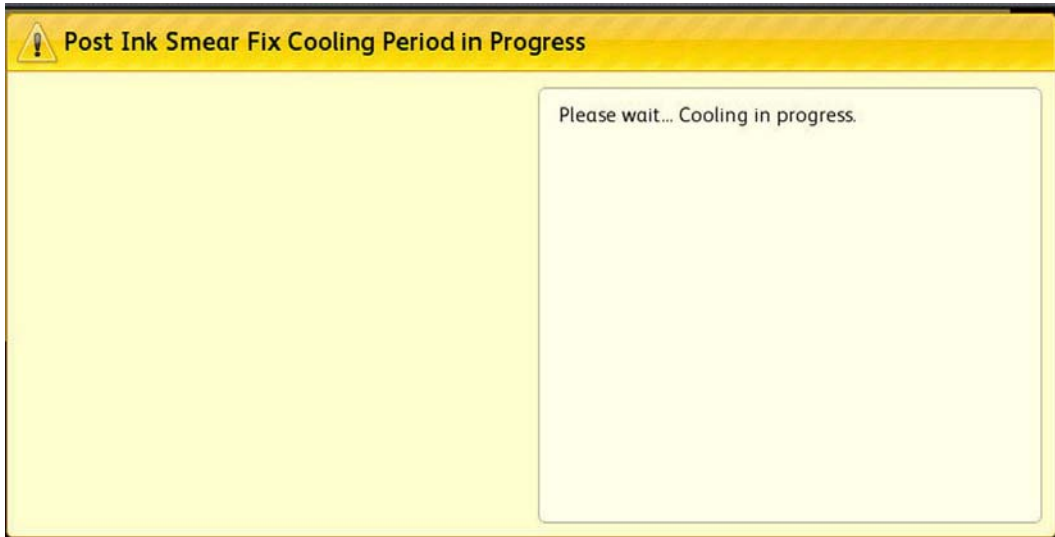 Post Ink Smear Fix Cooling Period in Progress
Please wait... Cooling in progress.